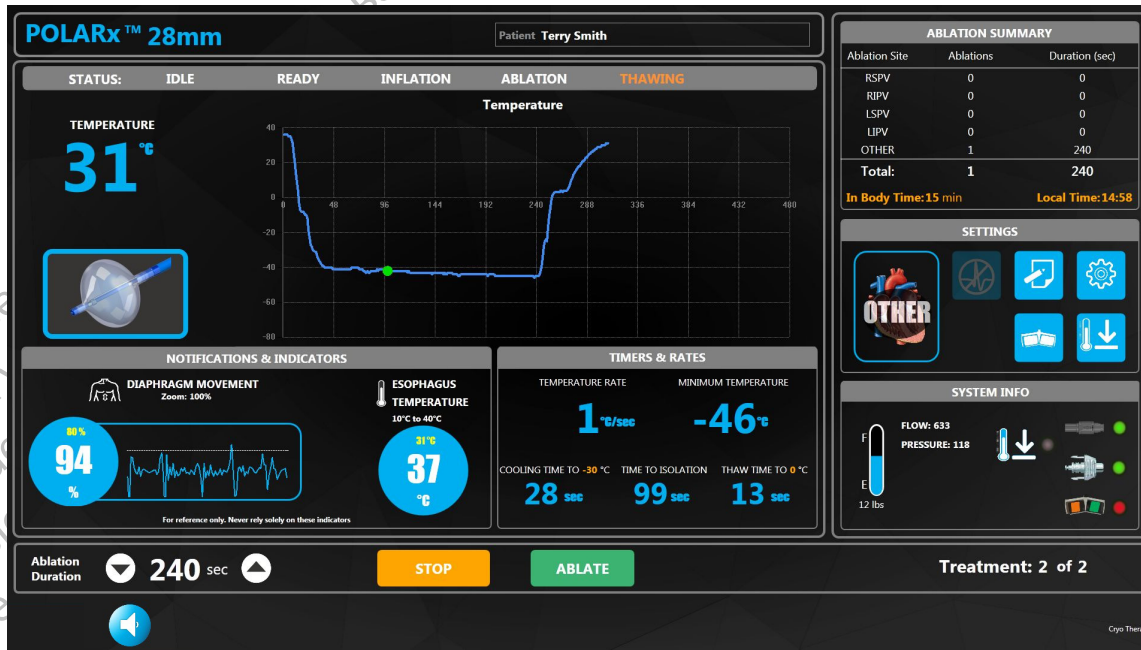 POLARx™ 28mm
Patient Terry Smith
STATUS: IDLE READY INFLATION ABLATION THAWING
TEMPERATURE
31 °C
Temperature
40
20
0
-20
-40
-60
-80
0 48 96 144 192 240 288 336 384 432 480
NOTIFICATIONS & INDICATORS
DIAPHRAGM MOVEMENT
Zoom: 100%
80 %
94
%
ESOPHAGUS
TEMPERATURE
10°C to 40°C
31°C
37
°C
For reference only. Never rely solely on these indicators
TIMERS & RATES
TEMPERATURE RATE MINIMUM TEMPERATURE
1 °C/sec -46 °C
COOLING TIME TO -30 °C TIME TO ISOLATION THAW TIME TO 0 °C
28 sec 99 sec 13 sec
ABLATION SUMMARY
Ablation Site Ablations Duration (sec)
RSPV 0 0
RIPV 0 0
LSPV 0 0
LIPV 0 0
OTHER 1 240
Total: 1 240
In Body Time:15 min Local Time:14:58
SETTINGS
OTHER
SYSTEM INFO
F
E
12 lbs
FLOW: 633
PRESSURE: 118
Ablation
Duration
240 sec
STOP
ABLATE
Treatment: 2 of 2